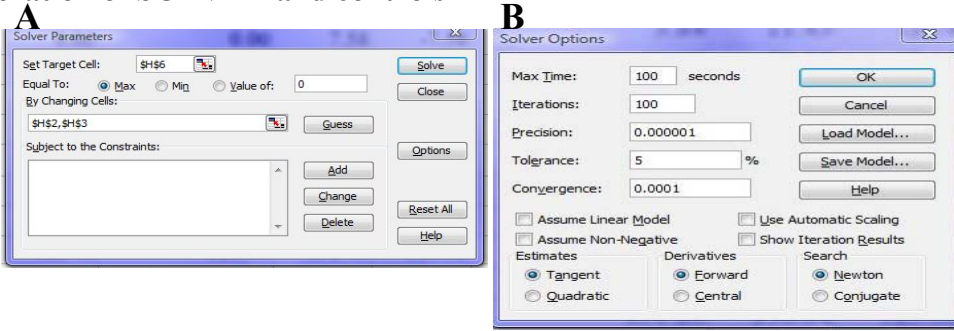 A
B
Solver Parameters
Set Target Cell: $H$6 Solve
Equal To: Max Min Value of: 0 Close
By Changing Cells:
$H$2,$H$3 Guess
Subject to the Constraints: Options
Add
Change
Reset All
Delete
Help
Solver Options
Max Time: 100 seconds OK
Iterations: 100 Cancel
Precision: 0.000001 Load Model...
Tolerance: 5 % Save Model...
Convergence: 0.0001 Help
Assume Linear Model Use Automatic Scaling
Assume Non-Negative Show Iteration Results
Estimates Derivatives Search
Tangent Forward Newton
Quadratic Central Conjugate